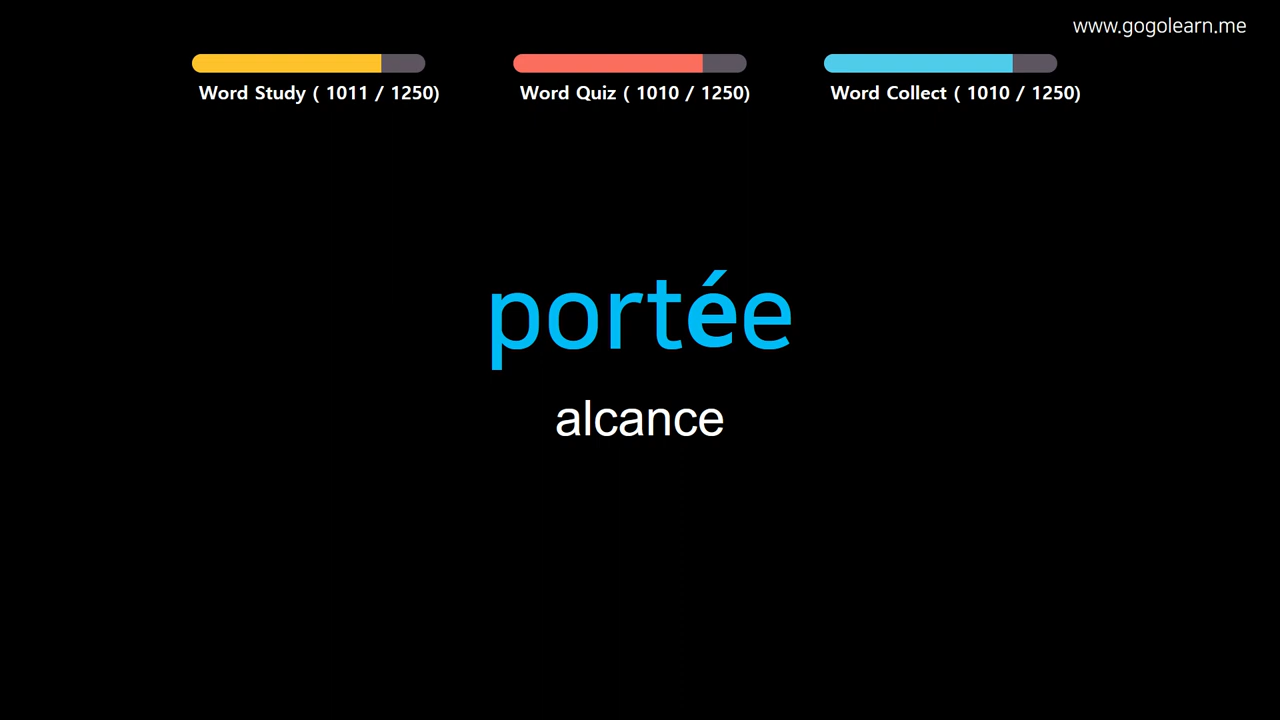 www.gogolearn.me
Word Study ( 1011 / 1250)
Word Quiz ( 1010 / 1250)
Word Collect ( 1010 / 1250)
portée
alcance